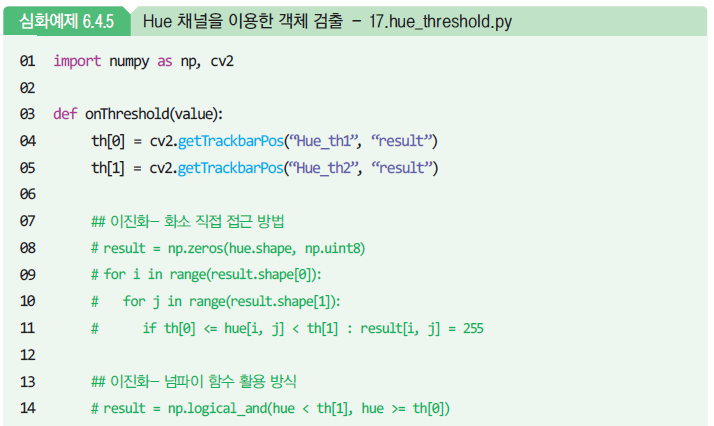 심화예제 6.4.5 Hue 채널을 이용한 객체 검출 - 17.hue_threshold.py
01 import numpy as np, cv2
02
03 def onThreshold(value):
04 th[0] = cv2.getTrackbarPos(“Hue_th1”, “result”)
05 th[1] = cv2.getTrackbarPos(“Hue_th2”, “result”)
06
07 ## 이진화- 화소 직접 접근 방법
08 # result = np.zeros(hue.shape, np.uint8)
09 # for i in range(result.shape[0]):
10 # for j in range(result.shape[1]):
11 # if th[0] <= hue[i, j] < th[1] : result[i, j] = 255
12
13 ## 이진화- 넘파이 함수 활용 방식
14 # result = np.logical_and(hue < th[1], hue >= th[0])